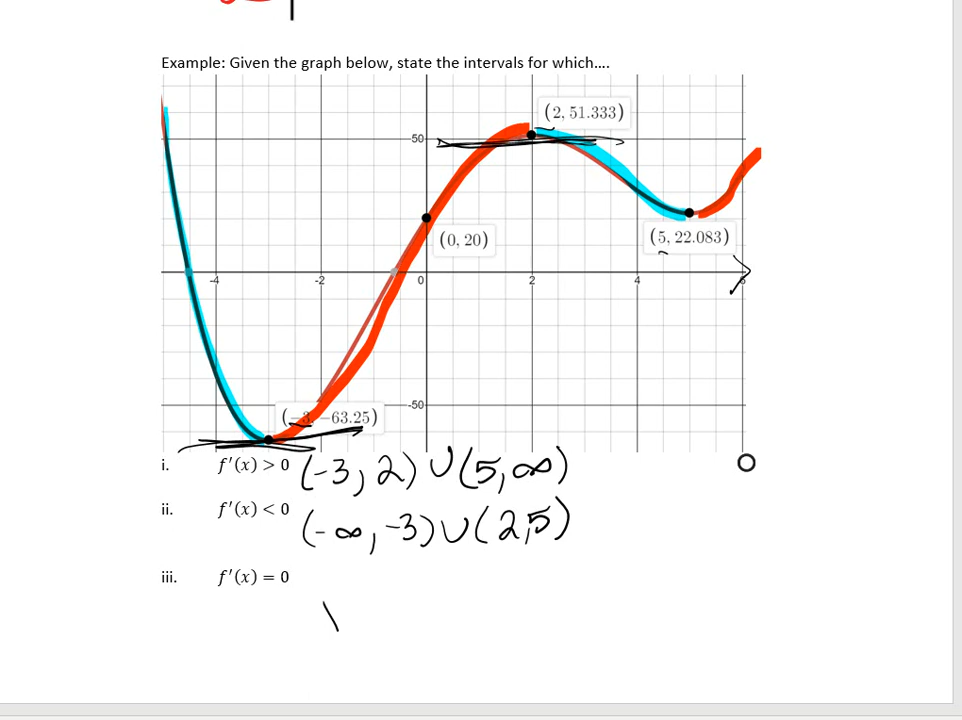 Example: Given the graph below, state the intervals for which....
(2, 51.333)
50
(0, 20)
(5, 22.083)
-4
-2
0
2
4
-50
(-3, -63.25)
i. f'(x) > 0 (-3, 2) ∪ (5, ∞)
ii. f'(x) < 0 (-∞, -3) ∪ (2, 5)
iii. f'(x) = 0